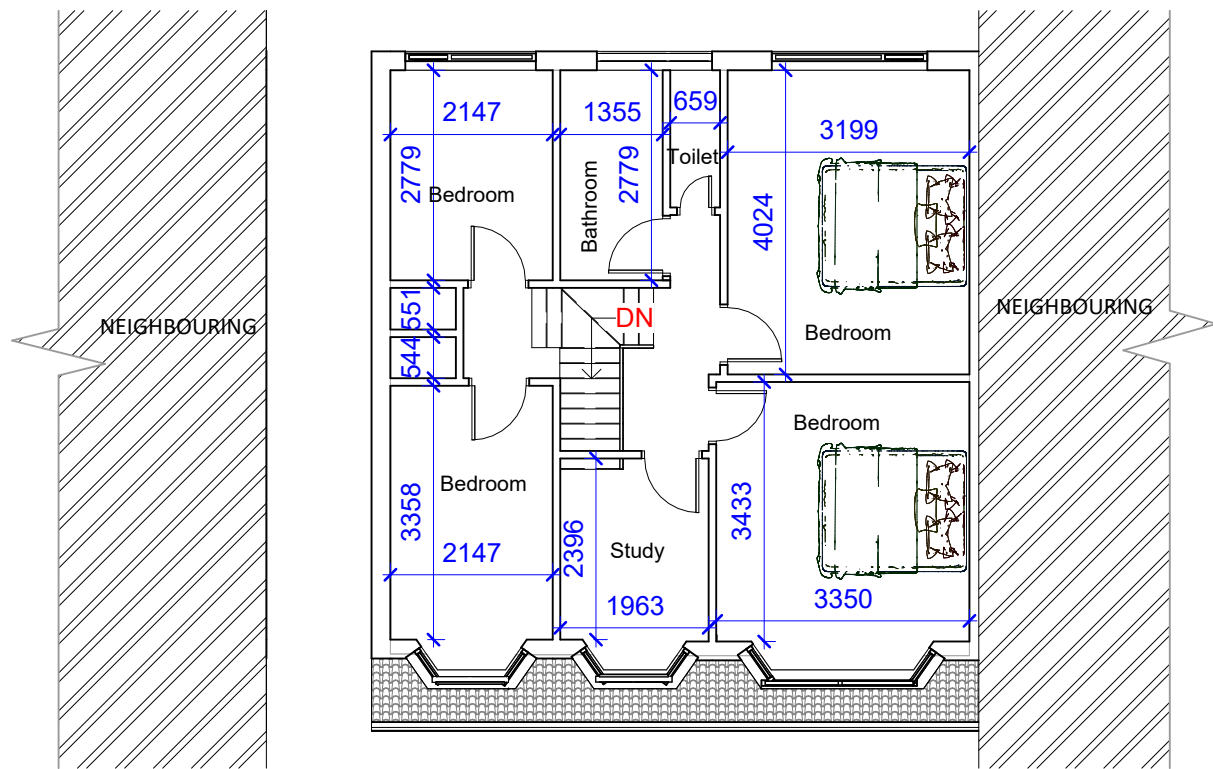 2147
1355
659
3199
2779
Bedroom
Bathroom
2779
Toilet
4024
NEIGHBOURING
551
544
DN
Bedroom
NEIGHBOURING
Bedroom
3358
Bedroom
2147
2396
Study
1963
3433
3350